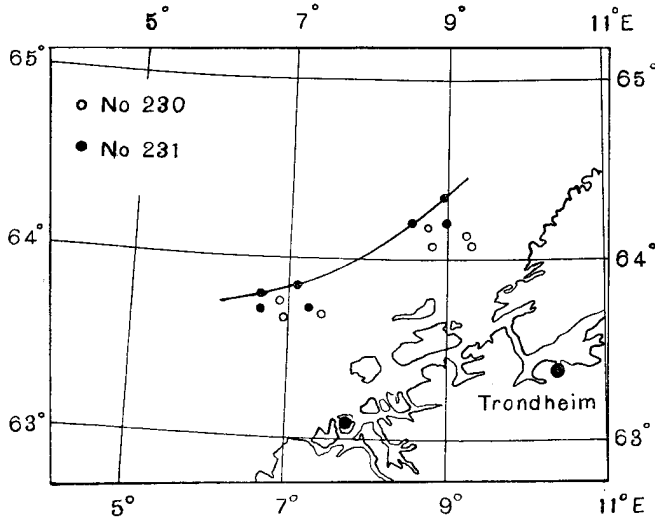 5° 7° 9° 11°E
65° 65°
○ No 230
● No 231
64° 64°
Trondheim
63° 63°
5° 7° 9° 11°E